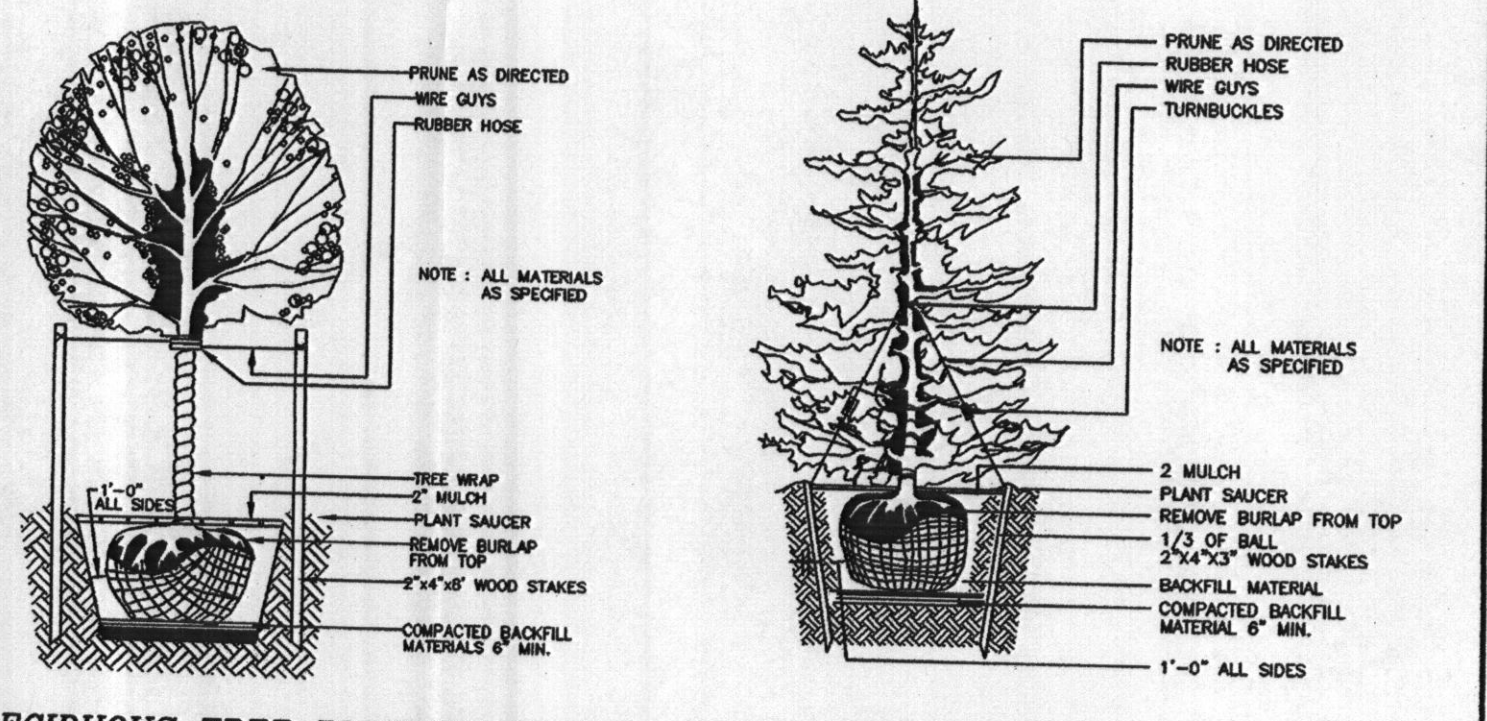 PRUNE AS DIRECTED
WIRE GUYS
RUBBER HOSE
NOTE : ALL MATERIALS
AS SPECIFIED
1'-0"
ALL SIDES
TREE WRAP
2" MULCH
PLANT SAUCER
REMOVE BURLAP
FROM TOP
2"x4"x8' WOOD STAKES
COMPACTED BACKFILL
MATERIALS 6" MIN.
PRUNE AS DIRECTED
RUBBER HOSE
WIRE GUYS
TURNBUCKLES
NOTE : ALL MATERIALS
AS SPECIFIED
2 MULCH
PLANT SAUCER
REMOVE BURLAP FROM TOP
1/3 OF BALL
2"X4"X3" WOOD STAKES
BACKFILL MATERIAL
COMPACTED BACKFILL
MATERIAL 6" MIN.
1'-0" ALL SIDES